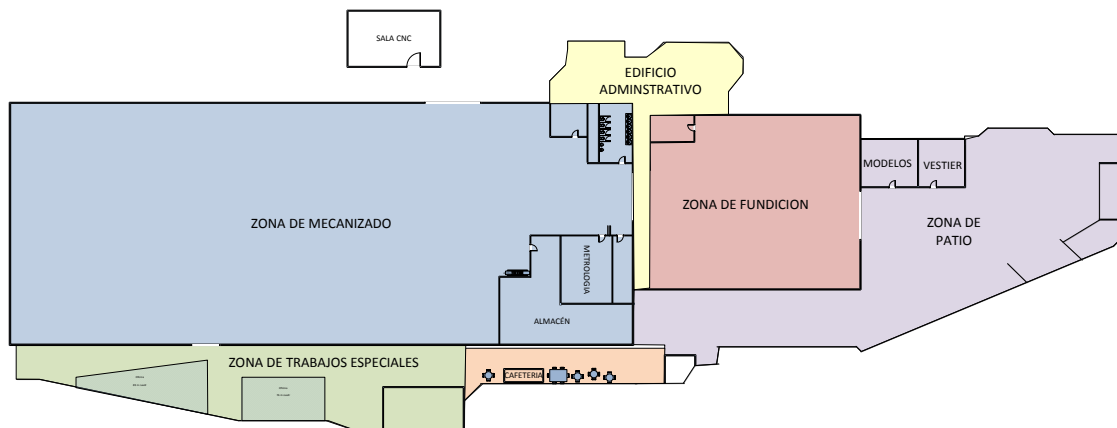 SALA CNC
EDIFICIO
ADMINSTRATIVO
MODELOS
VESTIER
ZONA DE MECANIZADO
ZONA DE FUNDICION
ZONA DE
PATIO
METROLOGIA
ALMACÉN
ZONA DE TRABAJOS ESPECIALES
CAFETERIA